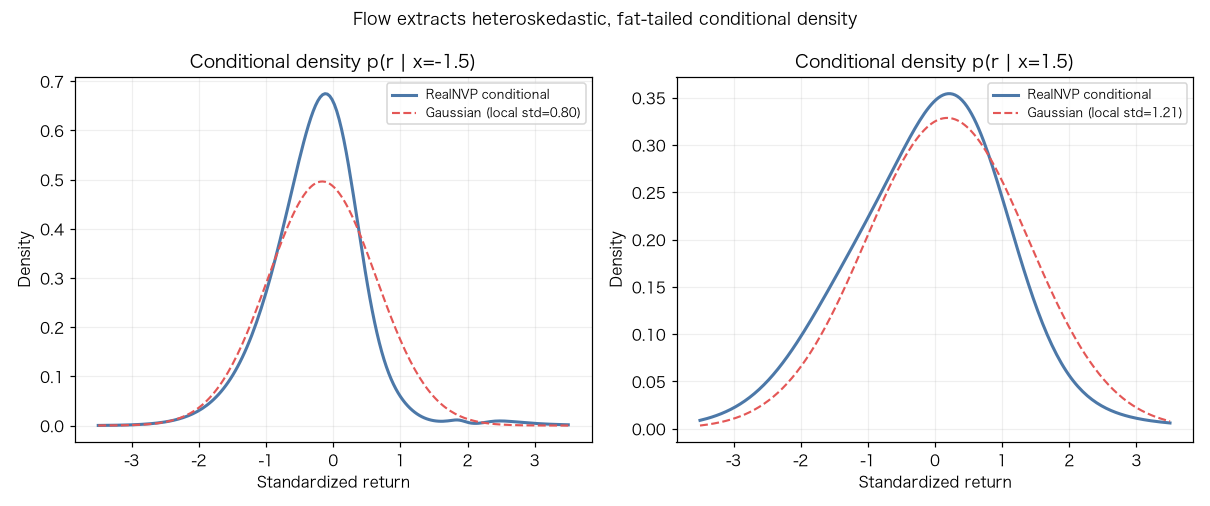 Flow extracts heteroskedastic, fat-tailed conditional density
Conditional density p(r | x=-1.5)
RealNVP conditional
Gaussian (local std=0.80)
0.7
0.6
0.5
0.4
0.3
0.2
0.1
0.0
Density
-3 -2 -1 0 1 2 3
Standardized return
Conditional density p(r | x=1.5)
RealNVP conditional
Gaussian (local std=1.21)
0.35
0.30
0.25
0.20
0.15
0.10
0.05
0.00
Density
-3 -2 -1 0 1 2 3
Standardized return